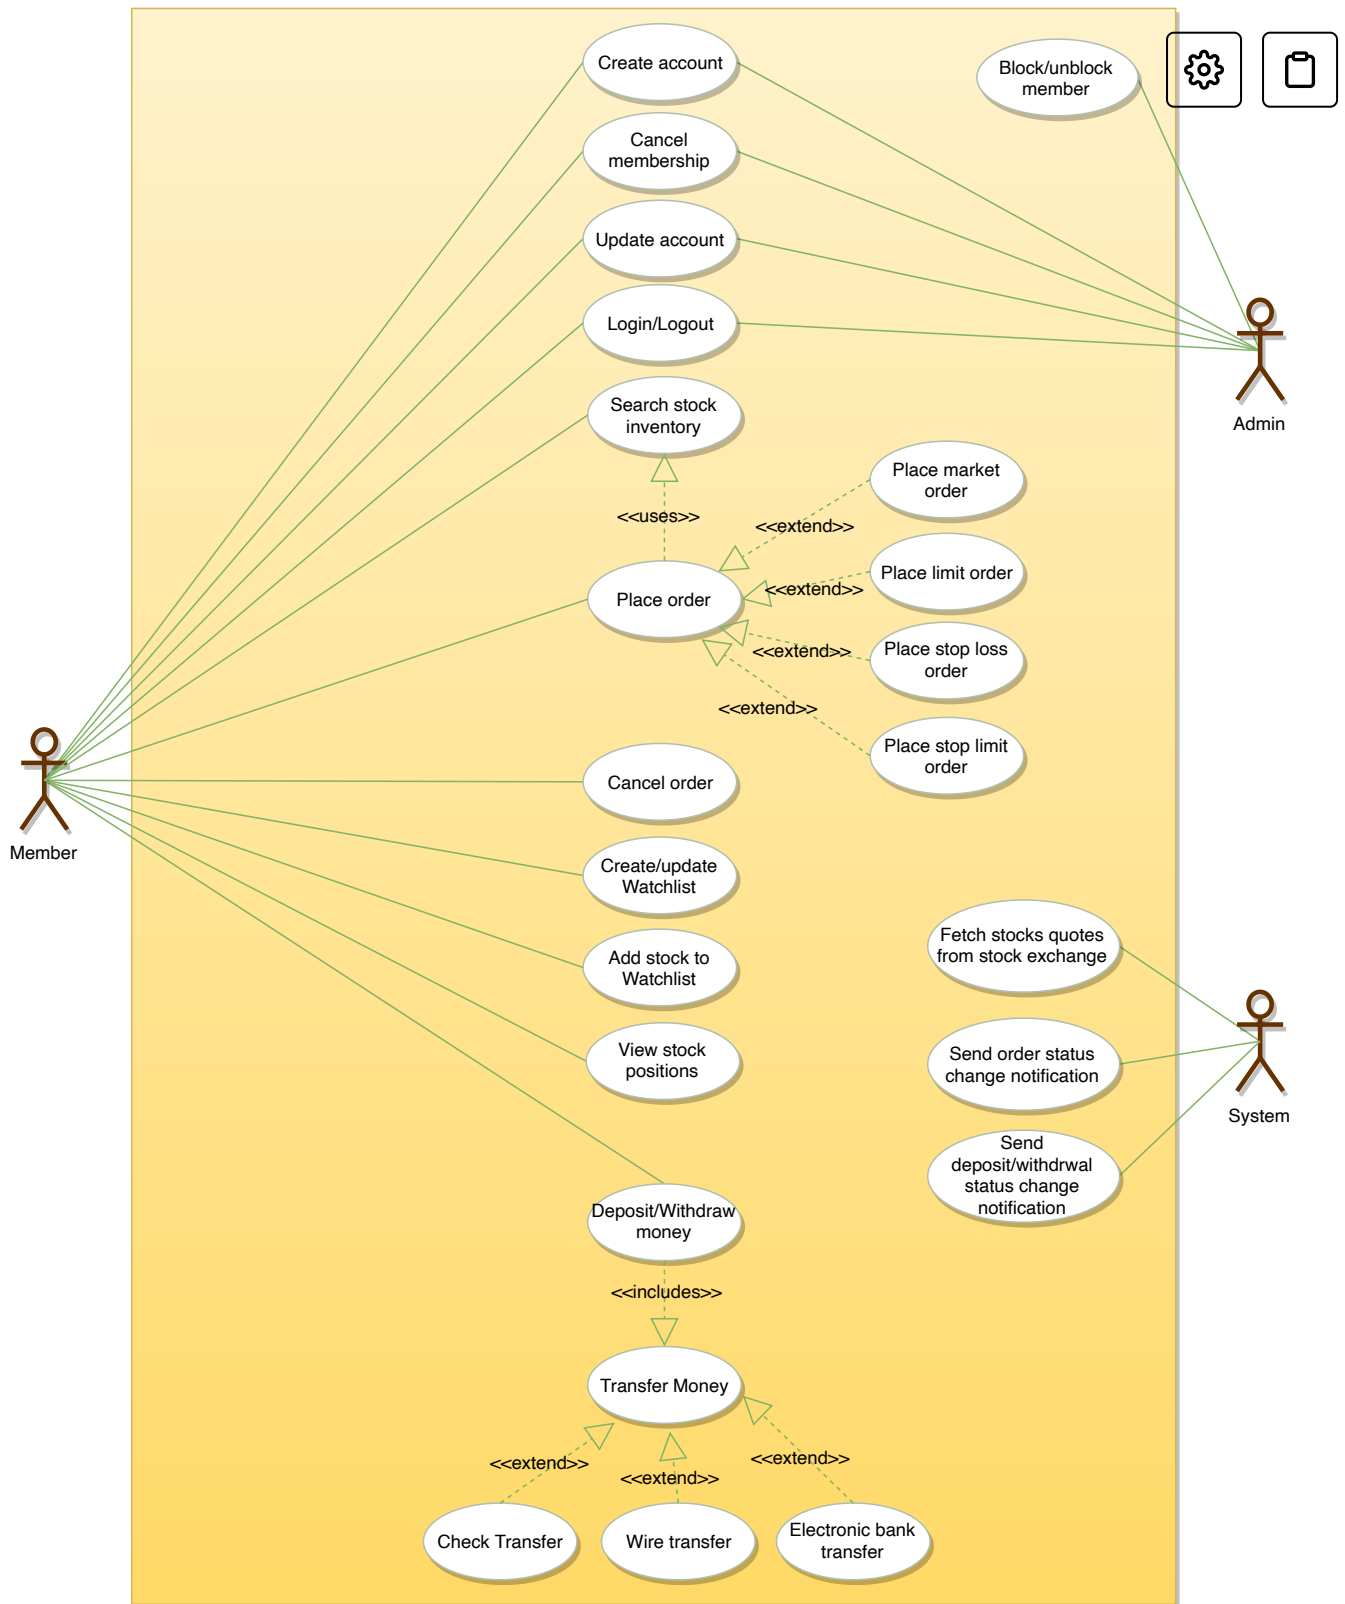 Create account
Block/unblock
member
Cancel
membership
Update account
Login/Logout
Search stock
inventory
Admin
Place market
order
<<uses>>
<<extend>>
Place limit order
<<extend>>
Place order
Place stop loss
order
<<extend>>
<<extend>>
Place stop limit
order
Cancel order
Member
Create/update
Watchlist
Fetch stocks quotes
from stock exchange
Add stock to
Watchlist
View stock
positions
Send order status
change notification
System
Send
deposit/withdrwal
status change
notification
Deposit/Withdraw
money
<<includes>>
Transfer Money
<<extend>>
<<extend>>
<<extend>>
Check Transfer
Wire transfer
Electronic bank
transfer